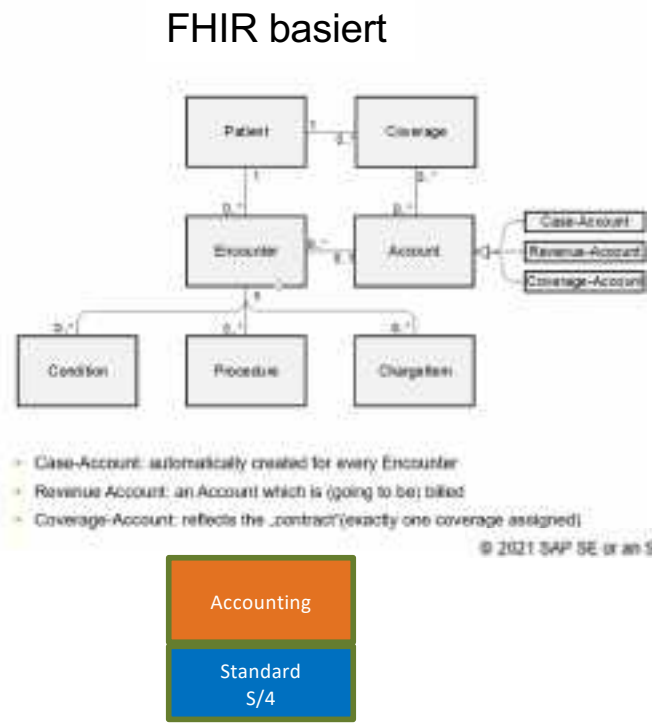 FHIR basiert
Patient
1
0..*
Coverage
1
0..*
0..*
0..*
Encounter
0..*
Account
Case-Account
Revenue-Account
Coverage-Account
1
0..*
0..*
0..*
Condition
Procedure
ChargeItem
- Case-Account: automatically created for every Encounter
- Revenue Account: an Account which is (going to be) billed
- Coverage-Account: reflects the „contract“(exactly one coverage assigned)
© 2021 SAP SE or an S
Accounting
Standard
S/4